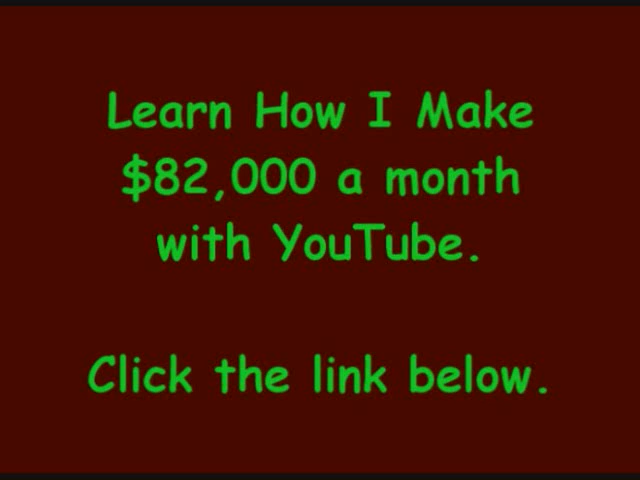 Learn How I Make
$82,000 a month
with YouTube.
Click the link below.